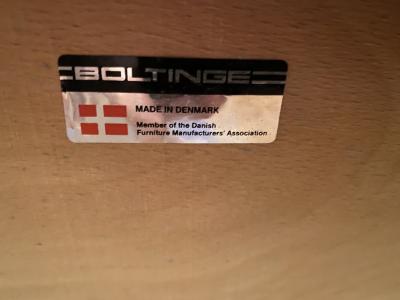 BOLTINGE
MADE IN DENMARK
Member of the Danish
Furniture Manufacturers' Association